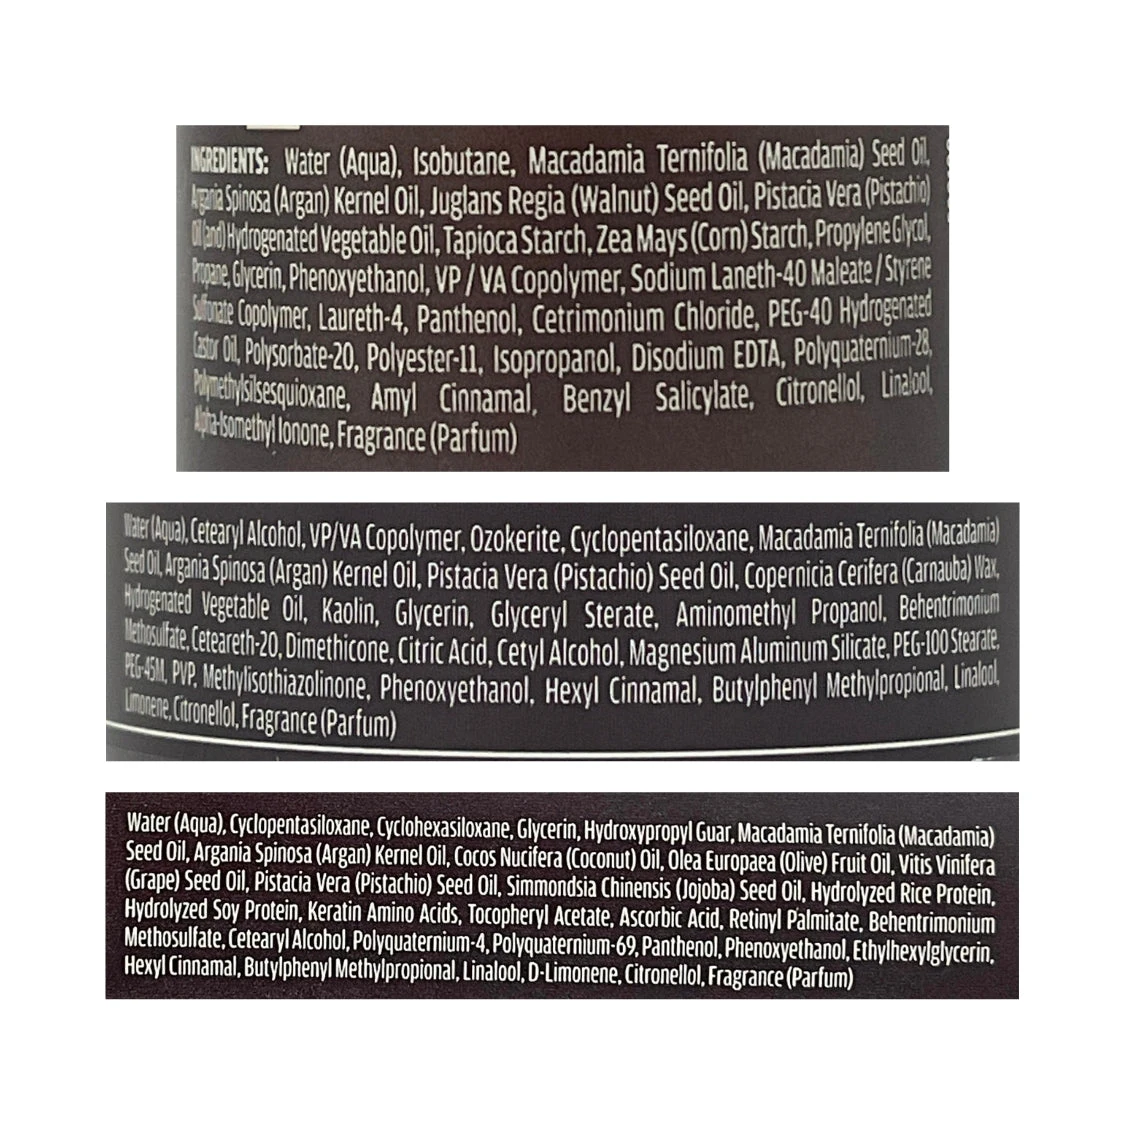 INGREDIENTS: Water (Aqua), Isobutane, Macadamia Ternifolia (Macadamia) Seed Oil,
Argania Spinosa (Argan) Kernel Oil, Juglans Regia (Walnut) Seed Oil, Pistacia Vera (Pistachio)
Oil (and) Hydrogenated Vegetable Oil, Tapioca Starch, Zea Mays (Corn) Starch, Propylene Glycol,
Propane, Glycerin, Phenoxyethanol, VP / VA Copolymer, Sodium Laneth-40 Maleate / Styrene
Sulfonate Copolymer, Laureth-4, Panthenol, Cetrimonium Chloride, PEG-40 Hydrogenated
Castor Oil, Polysorbate-20, Polyester-11, Isopropanol, Disodium EDTA, Polyquaternium-28,
Polymethylsilsesquioxane, Amyl Cinnamal, Benzyl Salicylate, Citronellol, Linalool,
Alpha-Isomethyl Ionone, Fragrance (Parfum)
Water (Aqua), Cetearyl Alcohol, VP/VA Copolymer, Ozokerite, Cyclopentasiloxane, Macadamia Ternifolia (Macadamia)
Seed Oil, Argania Spinosa (Argan) Kernel Oil, Pistacia Vera (Pistachio) Seed Oil, Copernicia Cerifera (Carnauba) Wax,
Hydrogenated Vegetable Oil, Kaolin, Glycerin, Glyceryl Sterate, Aminomethyl Propanol, Behentrimonium
Methosulfate, Ceteareth-20, Dimethicone, Citric Acid, Cetyl Alcohol, Magnesium Aluminum Silicate, PEG-100 Stearate,
PEG-45M, PVP, Methylisothiazolinone, Phenoxyethanol, Hexyl Cinnamal, Butylphenyl Methylpropional, Linalool,
Limonene, Citronellol, Fragrance (Parfum)
Water (Aqua), Cyclopentasiloxane, Cyclohexasiloxane, Glycerin, Hydroxypropyl Guar, Macadamia Ternifolia (Macadamia)
Seed Oil, Argania Spinosa (Argan) Kernel Oil, Cocos Nucifera (Coconut) Oil, Olea Europaea (Olive) Fruit Oil, Vitis Vinifera
(Grape) Seed Oil, Pistacia Vera (Pistachio) Seed Oil, Simmondsia Chinensis (Jojoba) Seed Oil, Hydrolyzed Rice Protein,
Hydrolyzed Soy Protein, Keratin Amino Acids, Tocopheryl Acetate, Ascorbic Acid, Retinyl Palmitate, Behentrimonium
Methosulfate, Cetearyl Alcohol, Polyquaternium-4, Polyquaternium-69, Panthenol, Phenoxyethanol, Ethylhexylglycerin,
Hexyl Cinnamal, Butylphenyl Methylpropional, Linalool, D-Limonene, Citronellol, Fragrance (Parfum)